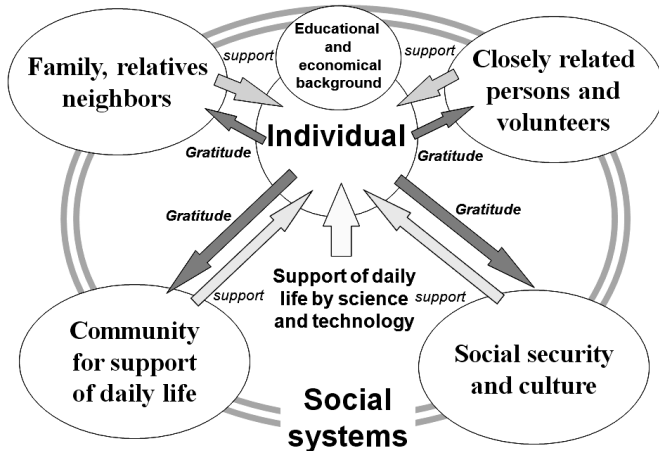 Educational
and
economical
background
support
support
Family, relatives
neighbors
Closely related
persons and
volunteers
Individual
Gratitude
Gratitude
Gratitude
Gratitude
Support of daily
life by science
and technology
support
support
Community
for support
of daily life
Social security
and culture
Social
systems